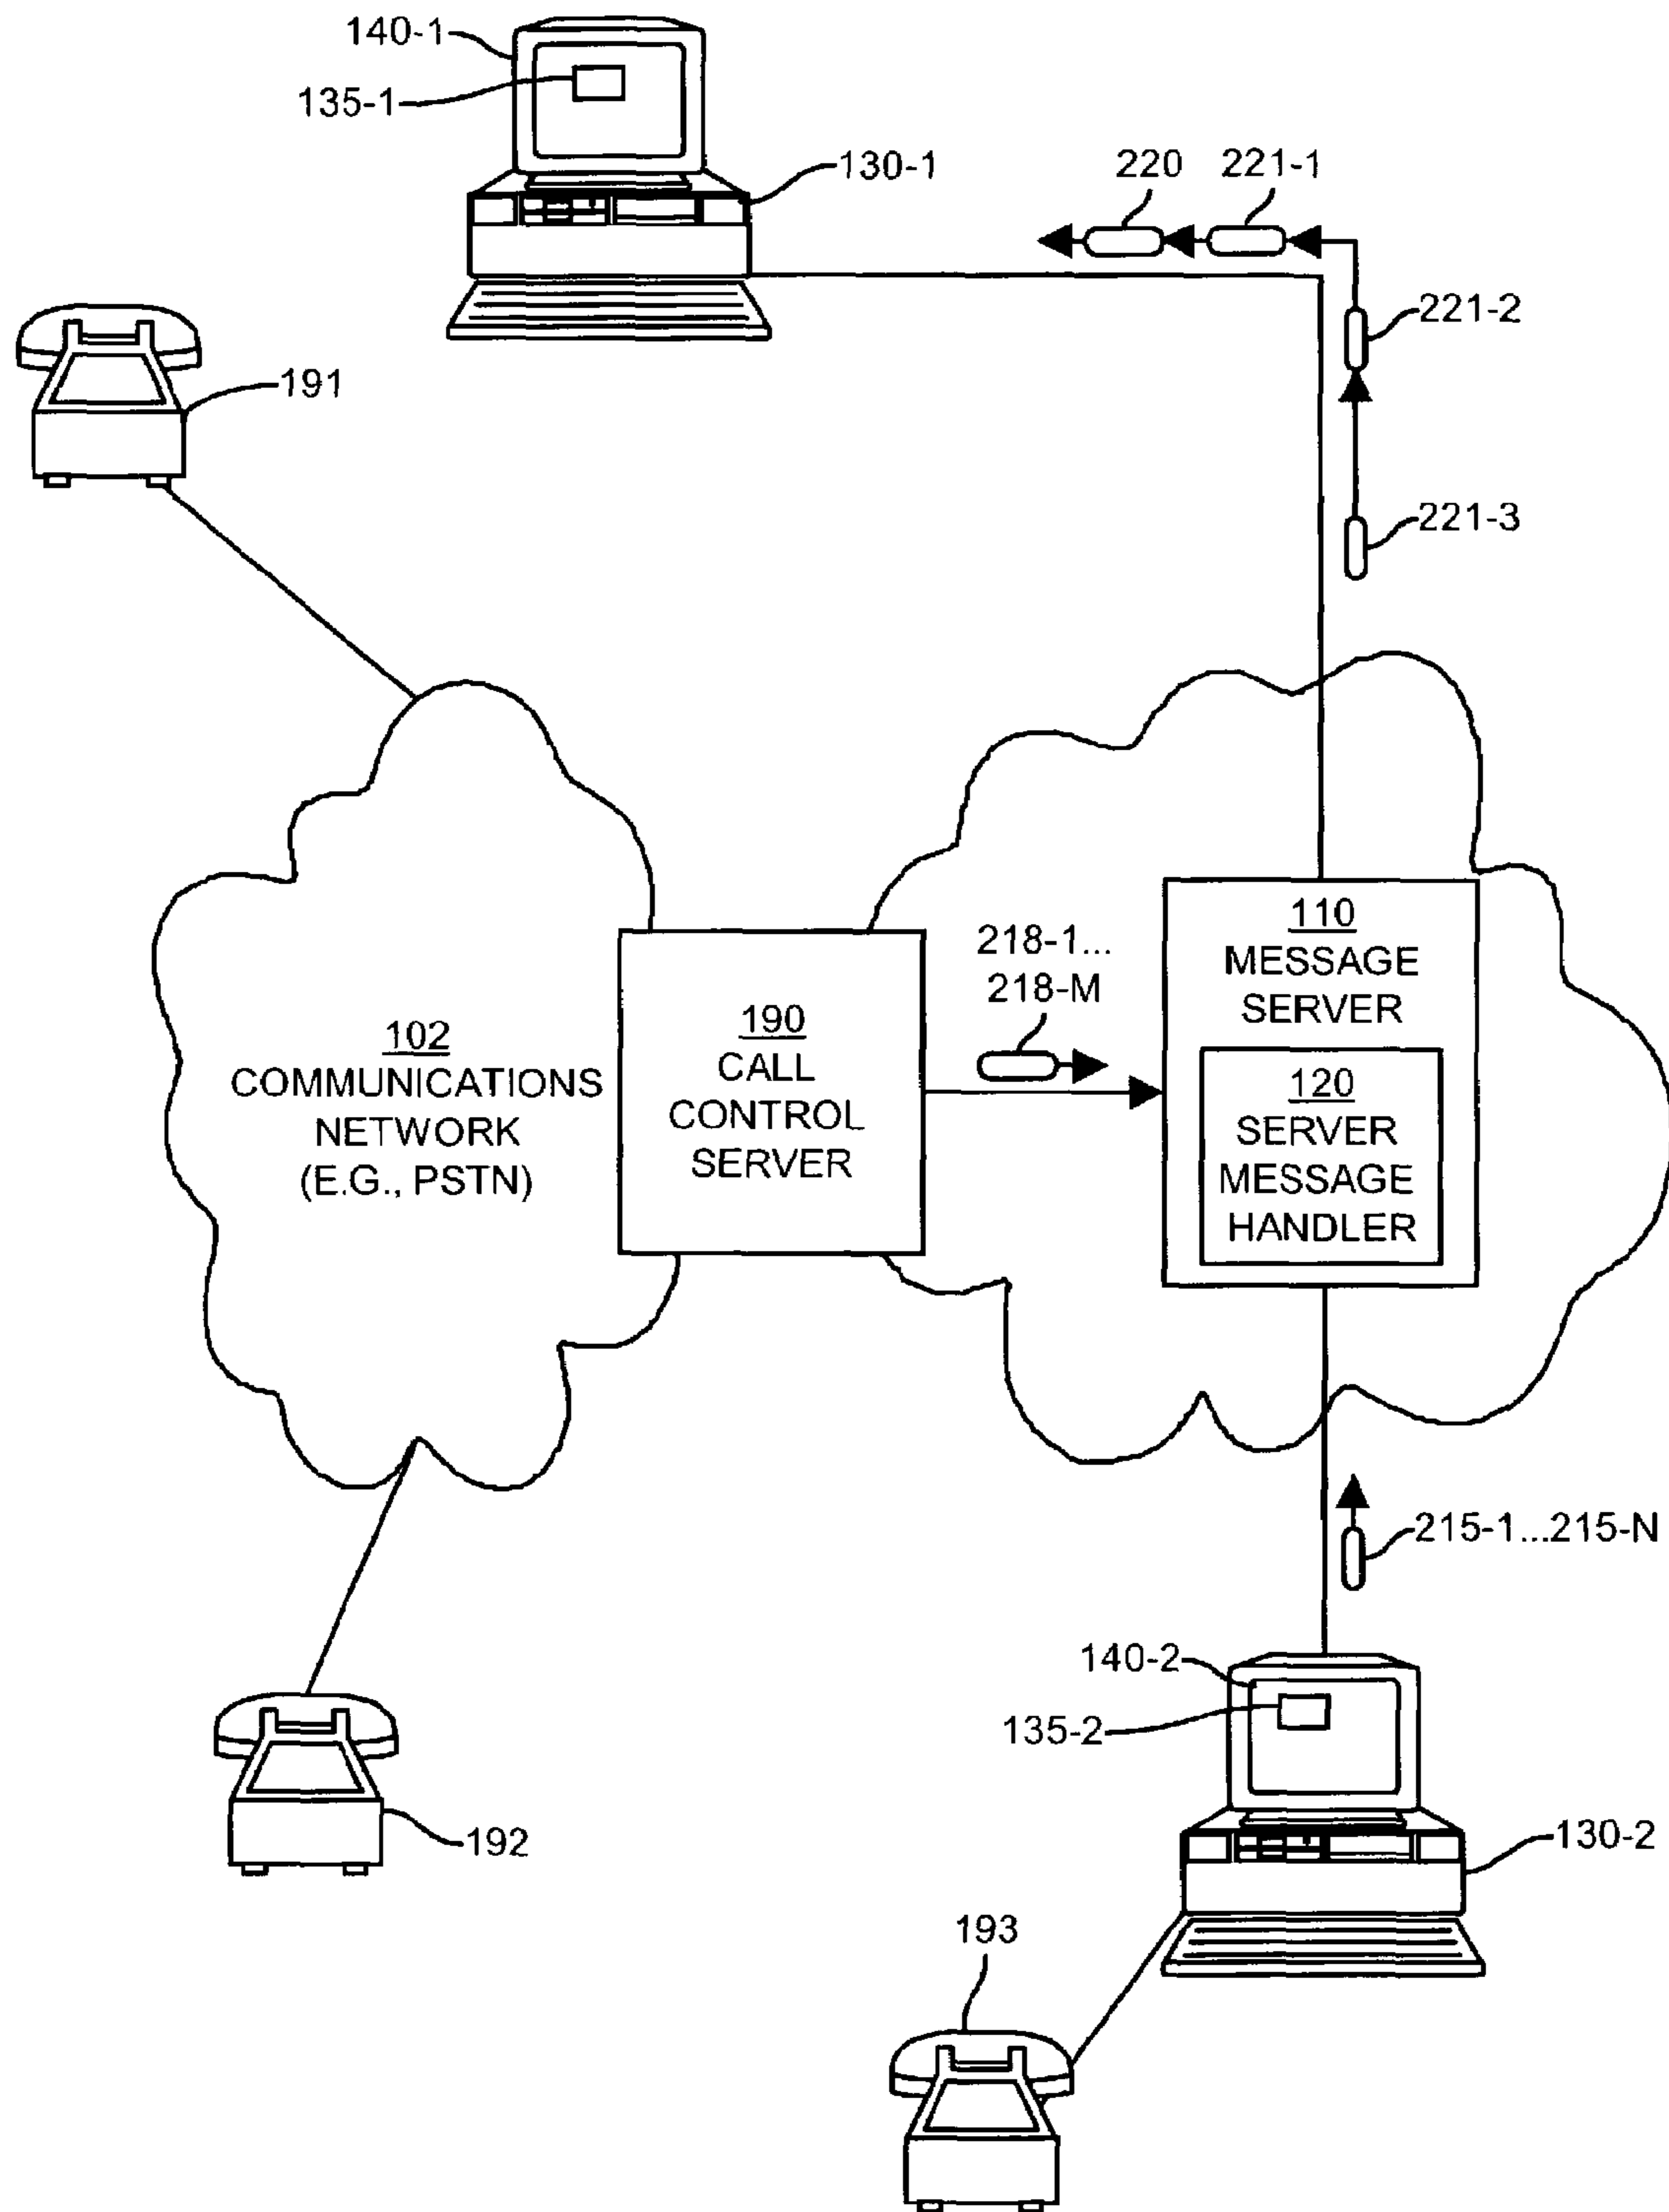 140-1
135-1
130-1
220
221-1
221-2
191
221-3
110
MESSAGE
SERVER
218-1...
218-M
190
CALL
CONTROL
SERVER
102
COMMUNICATIONS
NETWORK
(E.G., PSTN)
120
SERVER
MESSAGE
HANDLER
215-1...215-N
140-2
135-2
192
130-2
193